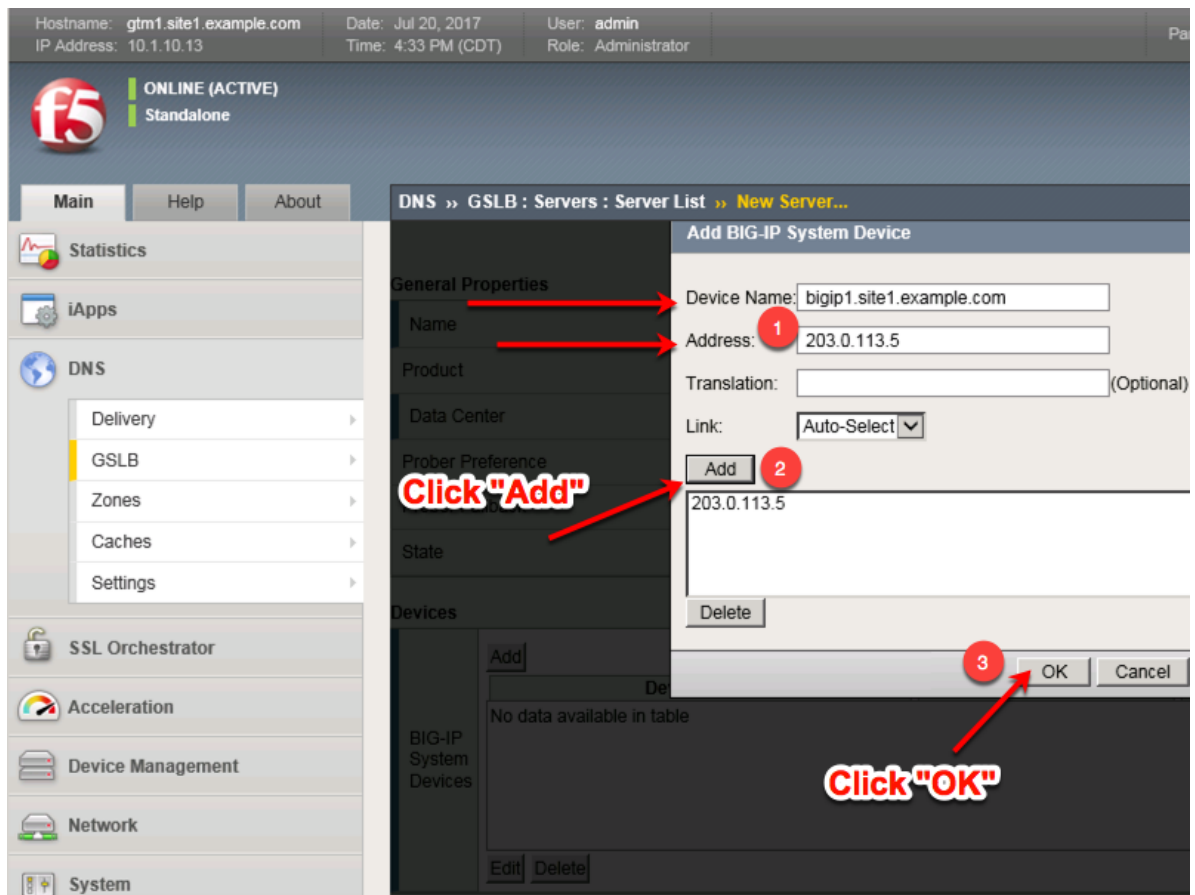 Hostname: gtm1.site1.example.com Date: Jul 20, 2017 User: admin
IP Address: 10.1.10.13 Time: 4:33 PM (CDT) Role: Administrator
f5
ONLINE (ACTIVE)
Standalone
Main Help About
DNS ›› GSLB : Servers : Server List ›› New Server...
Statistics
iApps
DNS
Delivery
GSLB
Zones
Caches
Settings
SSL Orchestrator
Acceleration
Device Management
Network
System
General Properties
Name
Product
Data Center
Prober Preference
State
Devices
BIG-IP
System
Devices
Add
No data available in table
Edit Delete
Add BIG-IP System Device
Device Name: bigip1.site1.example.com
1
Address: 203.0.113.5
Translation: (Optional)
Link: Auto-Select
Add 2
Click "Add"
203.0.113.5
Delete
3 OK Cancel
Click "OK"